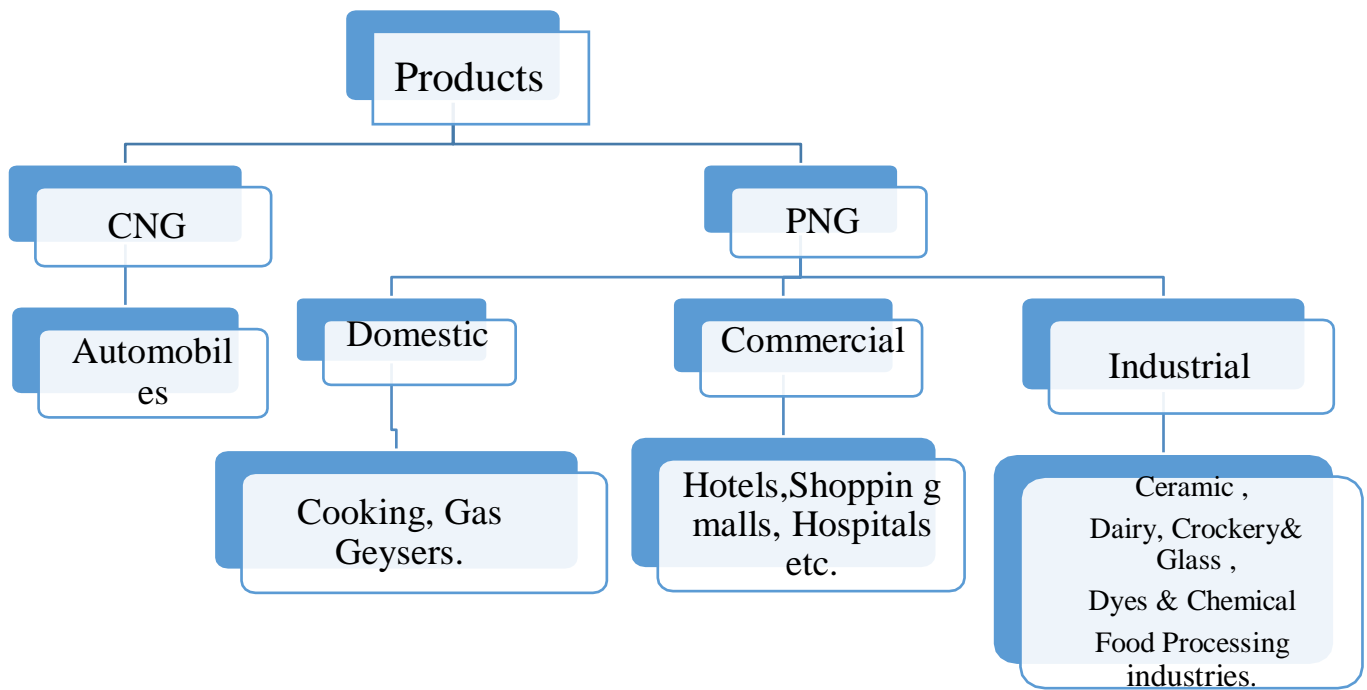 Products
CNG
PNG
Automobil
es
Domestic
Commercial
Industrial
Cooking, Gas
Geysers.
Hotels,Shoppin g
malls, Hospitals
etc.
Ceramic ,
Dairy, Crockery&
Glass ,
Dyes & Chemical
Food Processing
industries.